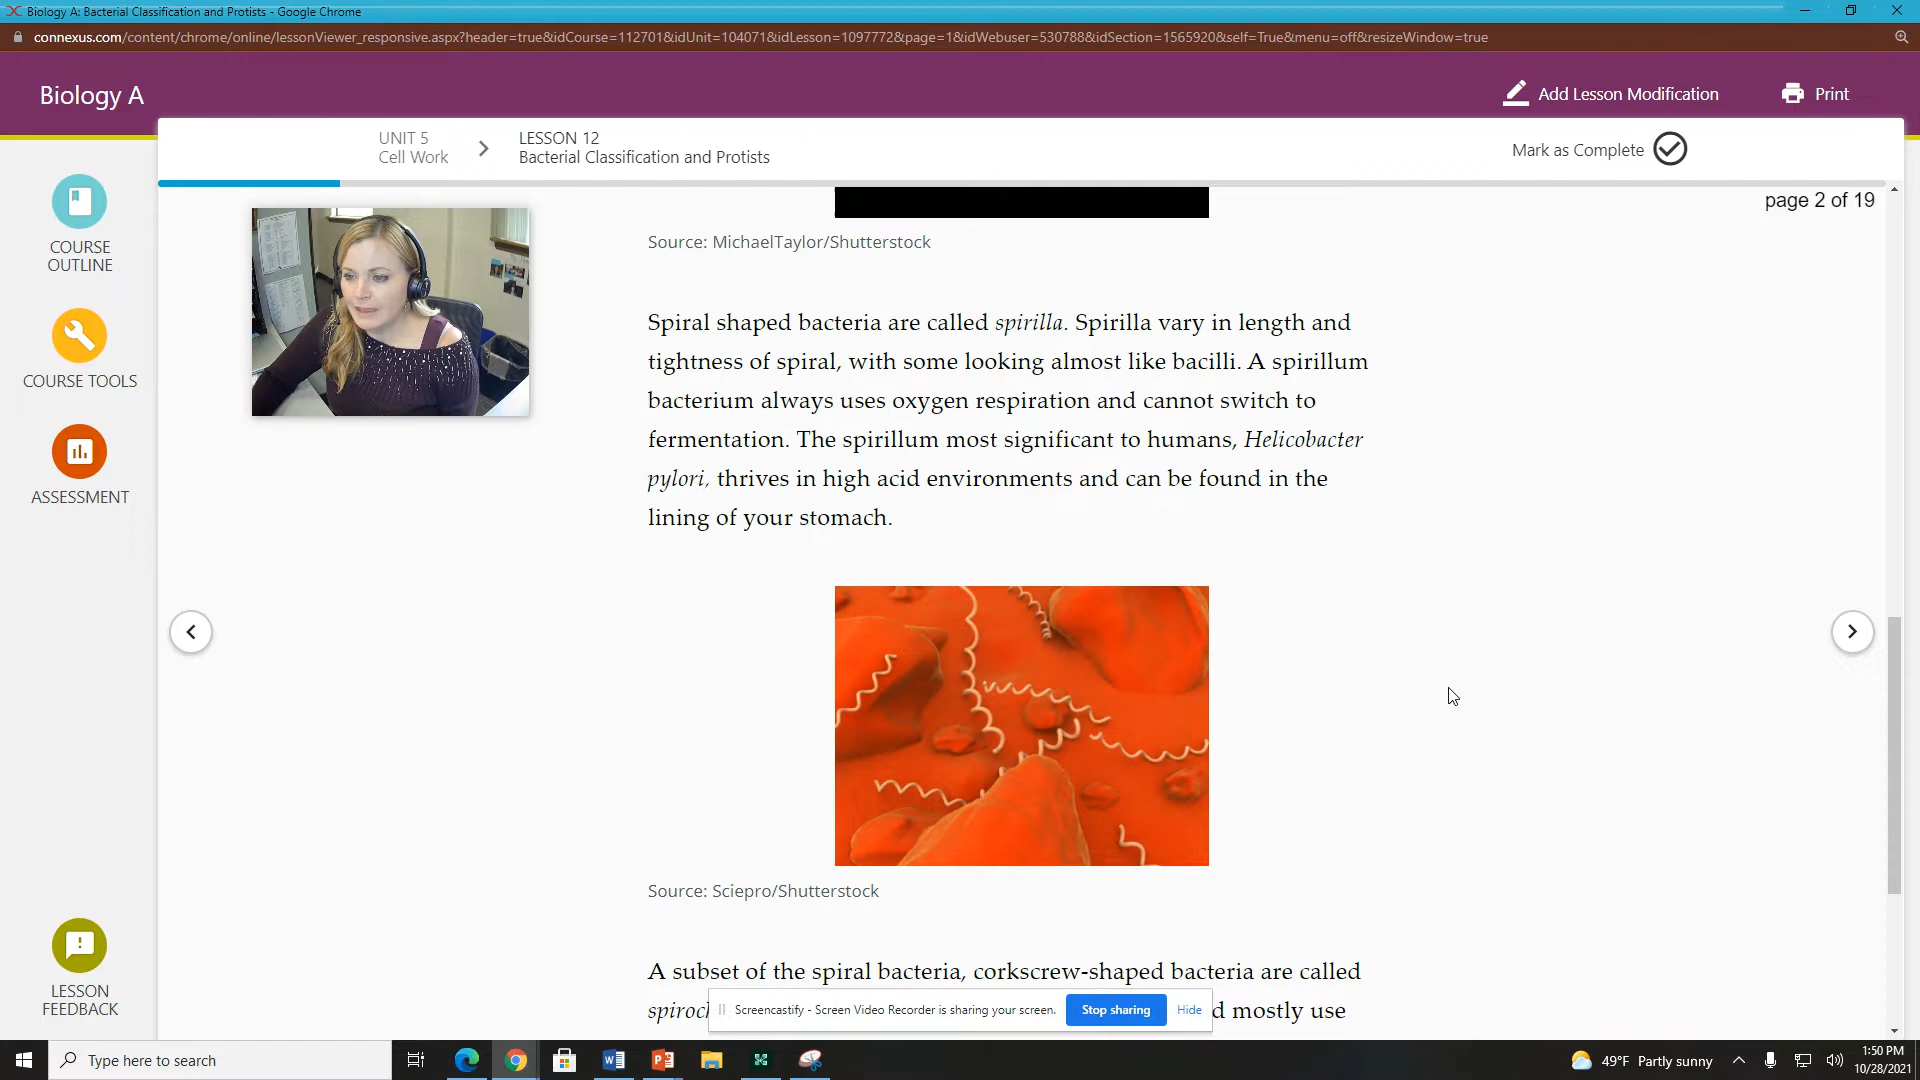 Biology A: Bacterial Classification and Protists - Google Chrome
connexus.com/content/chrome/online/lessonViewer_responsive.aspx?header=true&idCourse=112701&idUnit=104071&idLesson=1097772&page=1&idWebuser=530788&idSection=1565920&self=True&menu=off&resizeWindow=true
Biology A
Add Lesson Modification
Print
UNIT 5
Cell Work
LESSON 12
Bacterial Classification and Protists
Mark as Complete
page 2 of 19
COURSE
OUTLINE
COURSE TOOLS
ASSESSMENT
LESSON
FEEDBACK
Source: MichaelTaylor/Shutterstock
Spiral shaped bacteria are called spirilla. Spirilla vary in length and
tightness of spiral, with some looking almost like bacilli. A spirillum
bacterium always uses oxygen respiration and cannot switch to
fermentation. The spirillum most significant to humans, Helicobacter
pylori, thrives in high acid environments and can be found in the
lining of your stomach.
Source: Sciepro/Shutterstock
A subset of the spiral bacteria, corkscrew-shaped bacteria are called
mostly use
Screencastify - Screen Video Recorder is sharing your screen.
Stop sharing
Hide
Type here to search
49°F Partly sunny
1:50 PM
10/28/2021